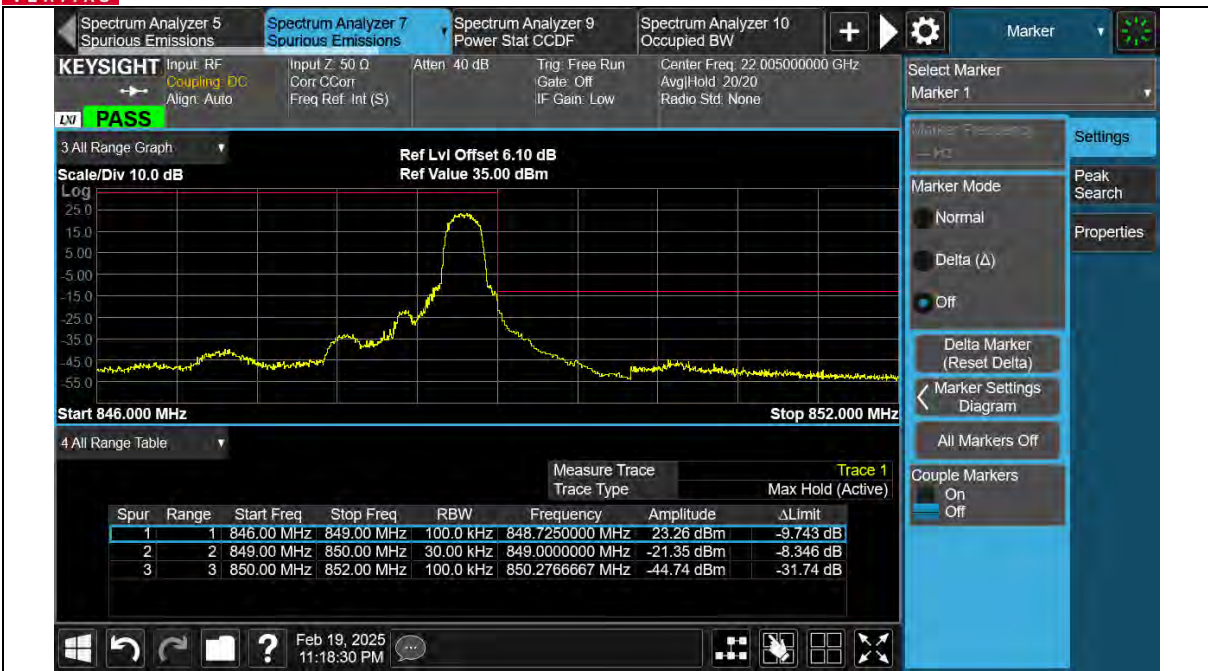 Spectrum Analyzer 5
Spurious Emissions
Spectrum Analyzer 7
Spurious Emissions
Spectrum Analyzer 9
Power Stat CCDF
Spectrum Analyzer 10
Occupied BW
+
Marker
KEYSIGHT
Input: RF
Coupling: DC
Align: Auto
Input Z: 50 Ω
Corr CCorr
Freq Ref: Int (S)
Atten: 40 dB
Trig: Free Run
Gate: Off
IF Gain: Low
Center Freq: 22.005000000 GHz
Avg|Hold: 20/20
Radio Std: None
LXI
PASS
Select Marker
Marker 1
Marker Frequency
--- Hz
Settings
Marker Mode
Normal
Delta (Δ)
Off
Peak
Search
Properties
Delta Marker
(Reset Delta)
Marker Settings
Diagram
All Markers Off
Couple Markers
On
Off
3 All Range Graph
Ref Lvl Offset 6.10 dB
Scale/Div 10.0 dB
Ref Value 35.00 dBm
Log
25.0
15.0
5.00
-5.00
-15.0
-25.0
-35.0
-45.0
-55.0
Start 846.000 MHz
Stop 852.000 MHz
4 All Range Table
Measure Trace Trace 1
Trace Type Max Hold (Active)
Spur Range Start Freq Stop Freq RBW Frequency Amplitude ΔLimit
1 1 846.00 MHz 849.00 MHz 100.0 kHz 848.7250000 MHz 23.26 dBm -9.743 dB
2 2 849.00 MHz 850.00 MHz 30.00 kHz 849.0000000 MHz -21.35 dBm -8.346 dB
3 3 850.00 MHz 852.00 MHz 100.0 kHz 850.2766667 MHz -44.74 dBm -31.74 dB
?
Feb 19, 2025
11:18:30 PM